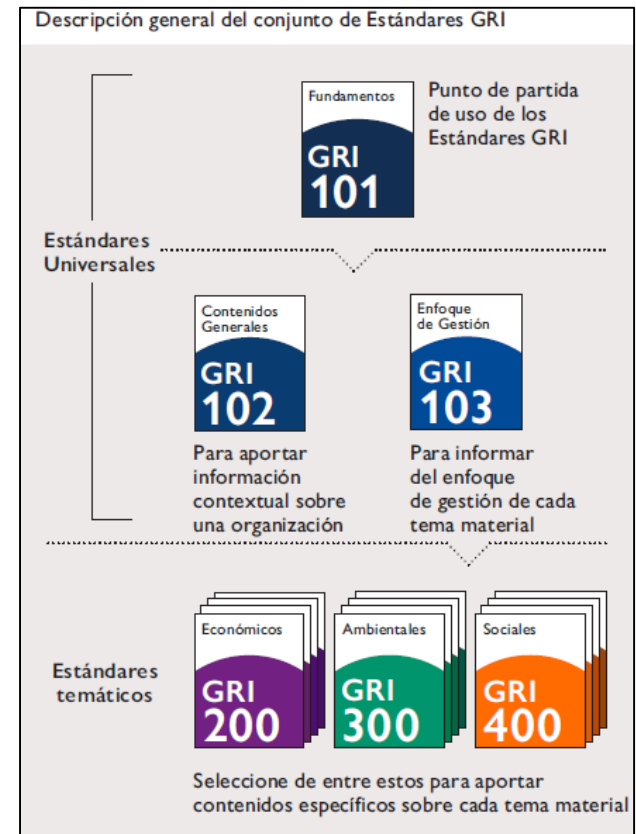 Descripción general del conjunto de Estándares GRI
Fundamentos
GRI
101
Punto de partida
de uso de los
Estándares GRI
Estándares
Universales
Contenidos
Generales
GRI
102
Enfoque
de Gestión
GRI
103
Para aportar
información
contextual sobre
una organización
Para informar
del enfoque
de gestión de cada
tema material
Estándares
temáticos
Económicos
GRI
200
Ambientales
GRI
300
Sociales
GRI
400
Seleccione de entre estos para aportar
contenidos específicos sobre cada tema material